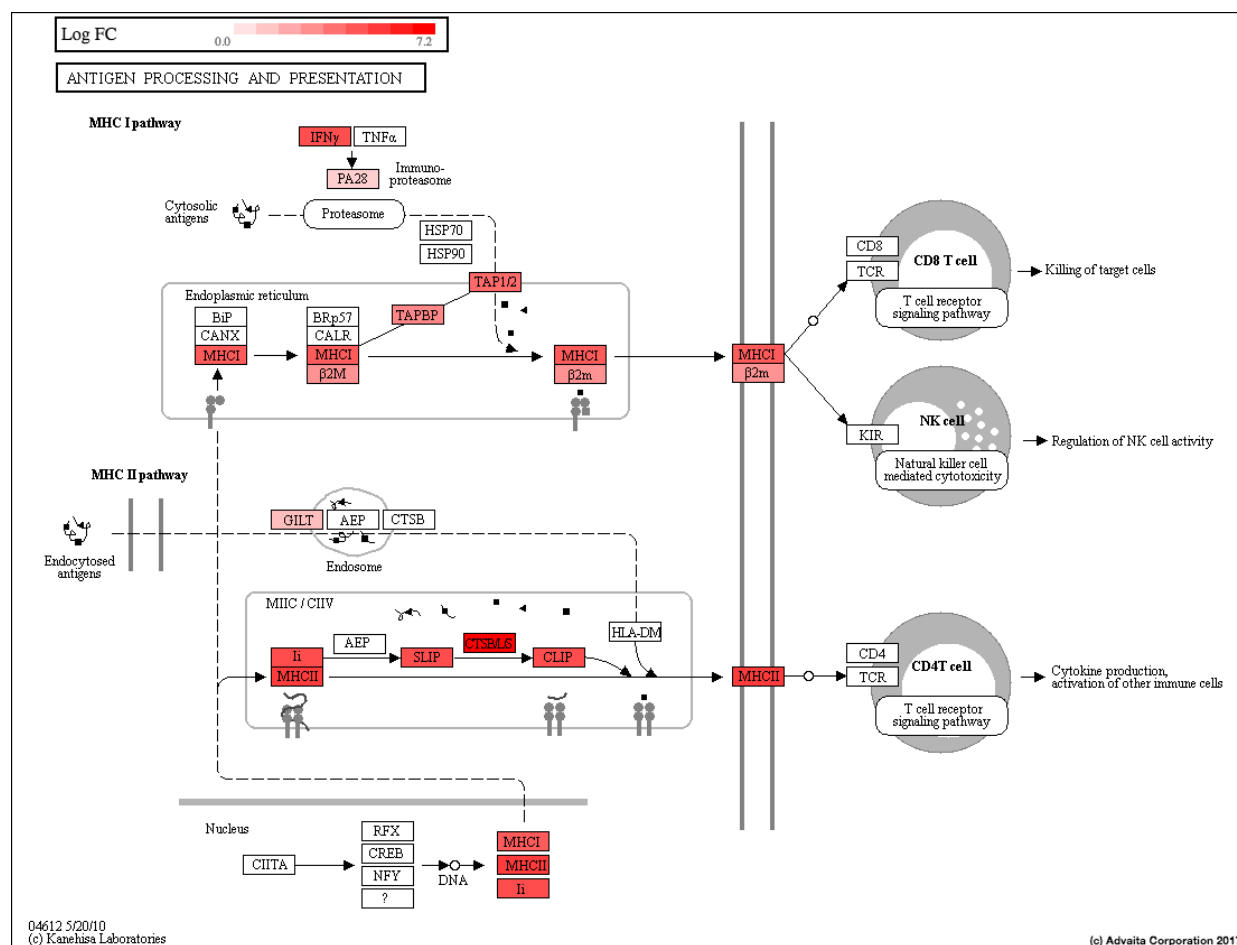 Log FC
0.0
7.2
ANTIGEN PROCESSING AND PRESENTATION
MHC I pathway
IFNγ
TNFα
PA28
Immuno-
proteasome
Cytosolic
antigens
Proteasome
HSP70
HSP90
TAP1/2
Endoplasmic reticulum
BiP
CANX
MHCI
BRp57
CALR
MHCI
β2M
TAPBP
MHCI
β2m
MHCI
β2m
CD8
TCR
CD8 T cell
T cell receptor
signaling pathway
Killing of target cells
KIR
NK cell
Natural killer cell
mediated cytotoxicity
Regulation of NK cell activity
MHC II pathway
Endocytosed
antigens
GILT
AEP
CTSB
Endosome
MIIC / CIIV
Ii
MHCII
AEP
SLIP
CTSB/L/S
CLIP
HLA-DM
MHCII
CD4
TCR
CD4T cell
T cell receptor
signaling pathway
Cytokine production,
activation of other immune cells
Nucleus
CIITA
RFX
CREB
NFY
?
DNA
MHCI
MHCII
Ii
04612 5/20/10
(c) Kanehisa Laboratories
(c) Advaita Corporation 2017